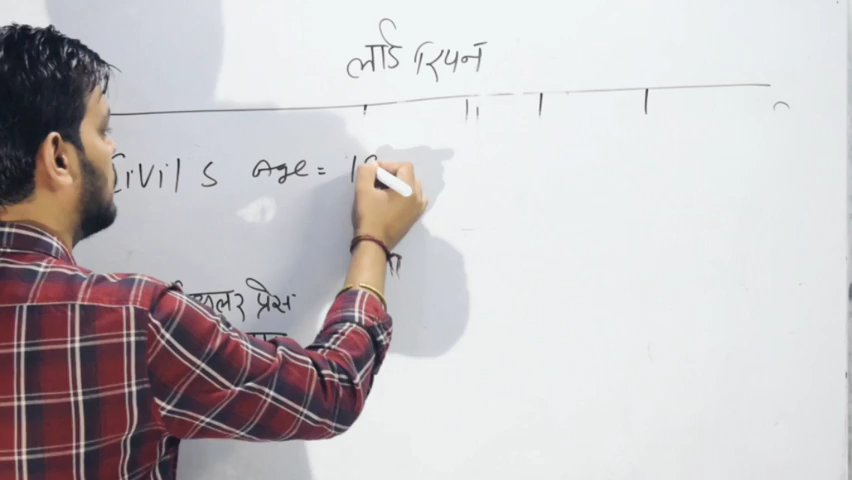 लार्ड रिपन
Civil S Age = 1
प्रेस